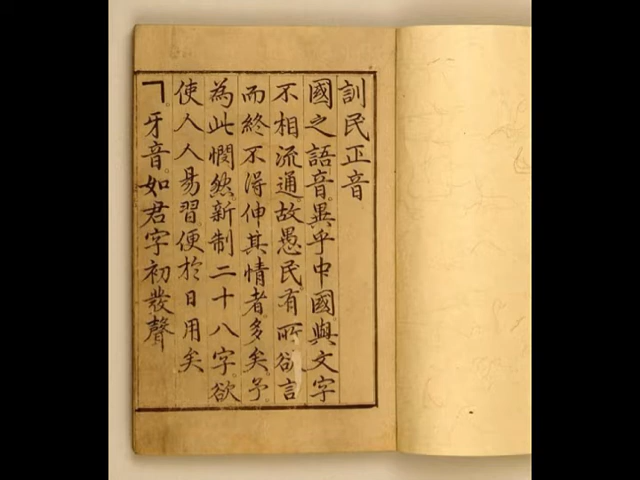 訓民正音
國之語音。異乎中國。與文字
不相流通。故愚民有所欲言
而終不得伸其情者多矣。予
為此憫然。新制二十八字。欲
使人人易習。便於日用矣
ㄱ牙音。如君字初發聲